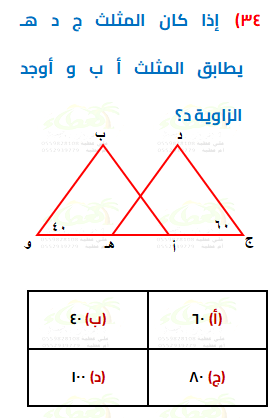 ٣٤) إذا كان المثلث ج د هـ
يطابق المثلث أ ب و أوجد
الزاوية د؟
ب د
٤٠ ٦٠
و هـ أ ج
(أ) ٦٠ (ب) ٤٠
(ج) ٨٠ (د) ١٠٠